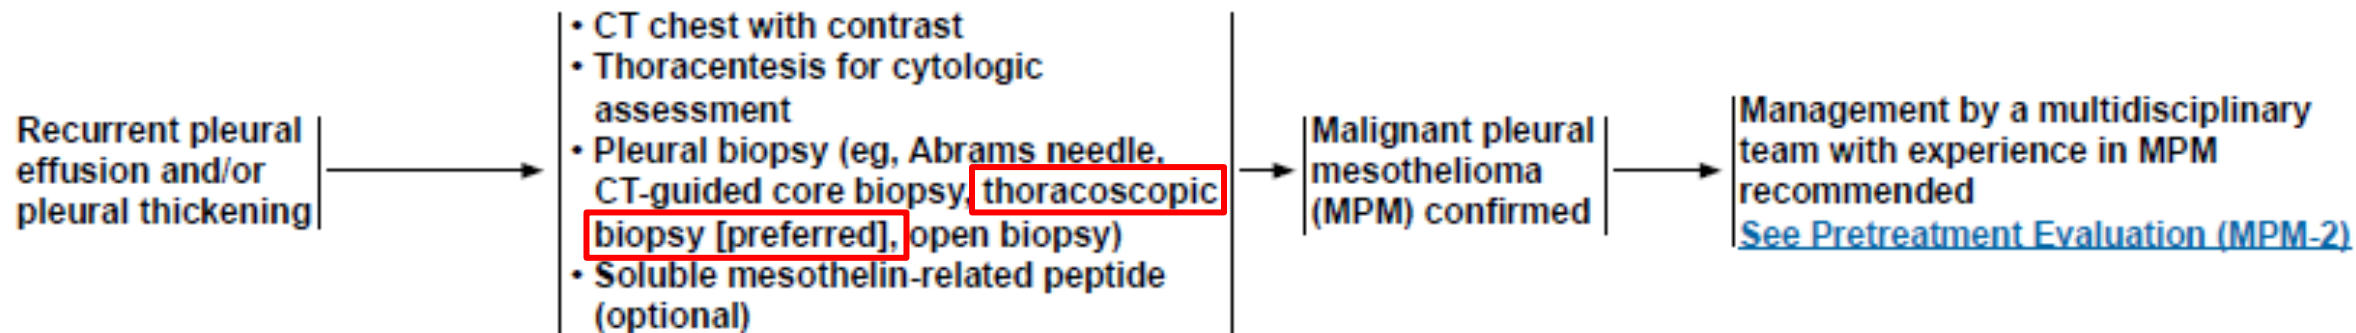 Recurrent pleural
effusion and/or
pleural thickening
• CT chest with contrast
• Thoracentesis for cytologic
assessment
• Pleural biopsy (eg, Abrams needle,
CT-guided core biopsy, thoracoscopic
biopsy [preferred], open biopsy)
• Soluble mesothelin-related peptide
(optional)
Malignant pleural
mesothelioma
(MPM) confirmed
Management by a multidisciplinary
team with experience in MPM
recommended
See Pretreatment Evaluation (MPM-2)